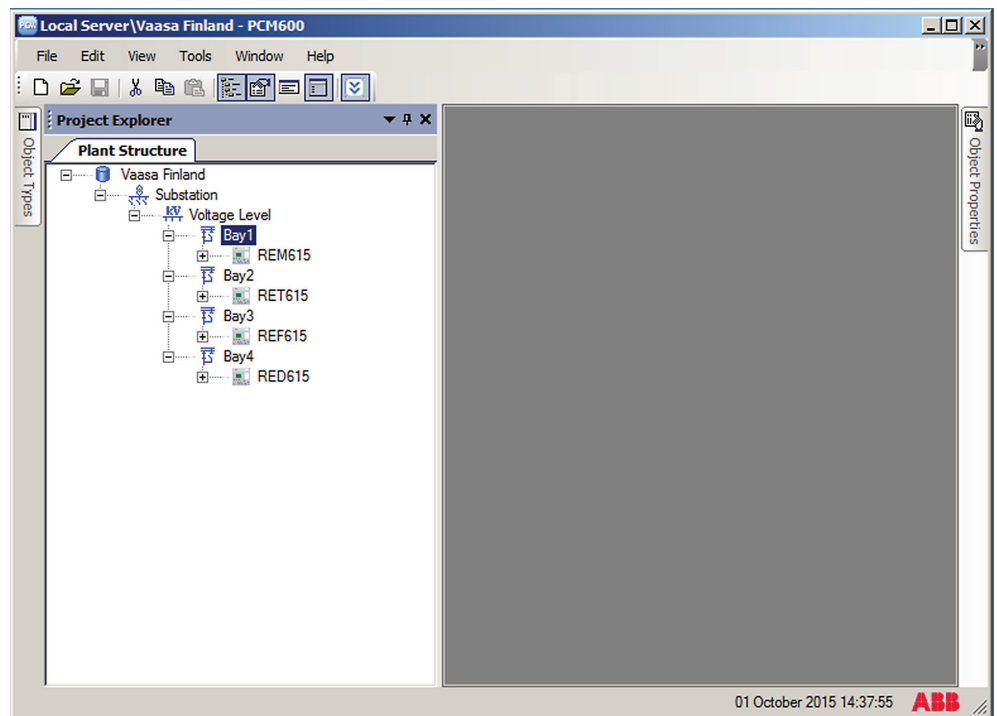 PCM Local Server\Vaasa Finland - PCM600
File Edit View Tools Window Help
Object Types
Project Explorer
Plant Structure
Vaasa Finland
Substation
KV Voltage Level
Bay1
REM615
Bay2
RET615
Bay3
REF615
Bay4
RED615
Object Properties
01 October 2015 14:37:55 ABB